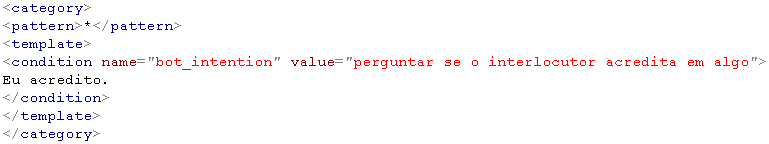 <category>
<pattern>*</pattern>
<template>
<condition name="bot_intention" value="perguntar se o interlocutor acredita em algo">
Eu acredito.
</condition>
</template>
</category>